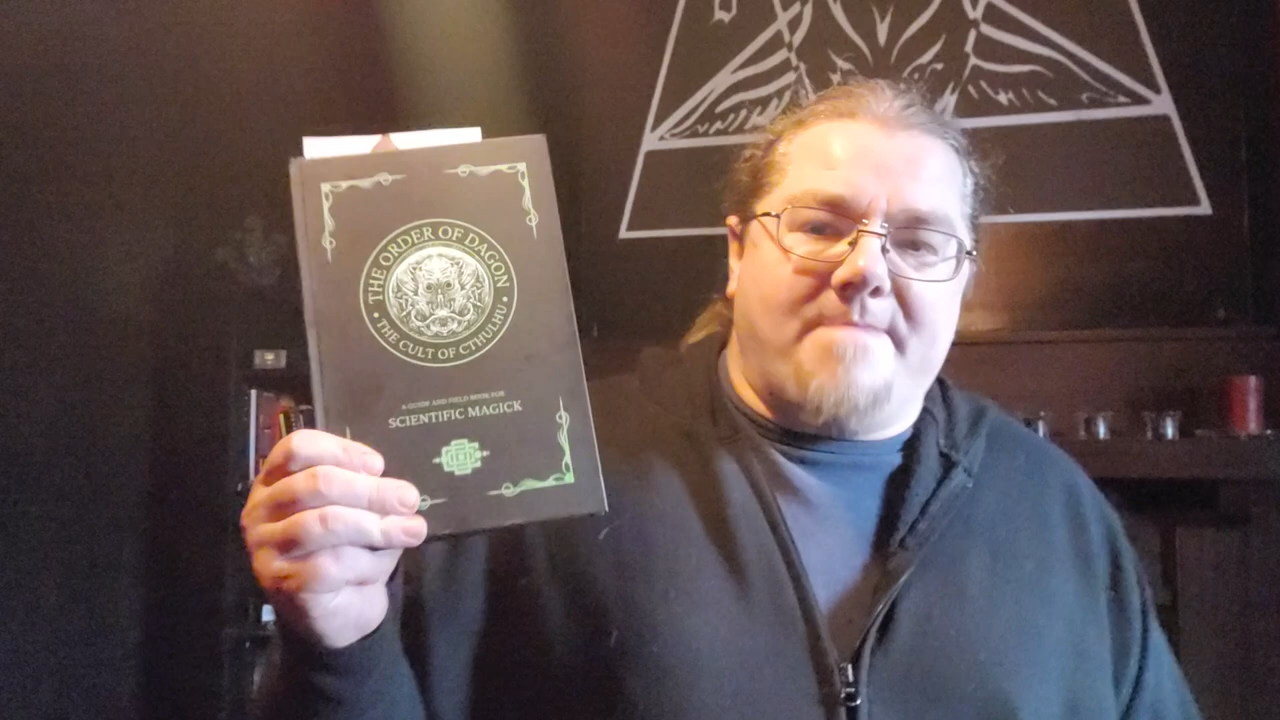 THE ORDER OF DAGON
• THE CULT OF CTHULHU •
A GUIDE AND FIELD BOOK FOR
SCIENTIFIC MAGICK